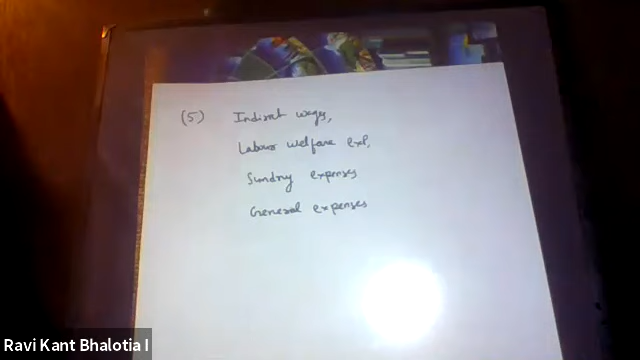 (5) Indirect wages,
Labour welfare exp,
Sundry expenses
General expenses
Ravi Kant Bhalotia I